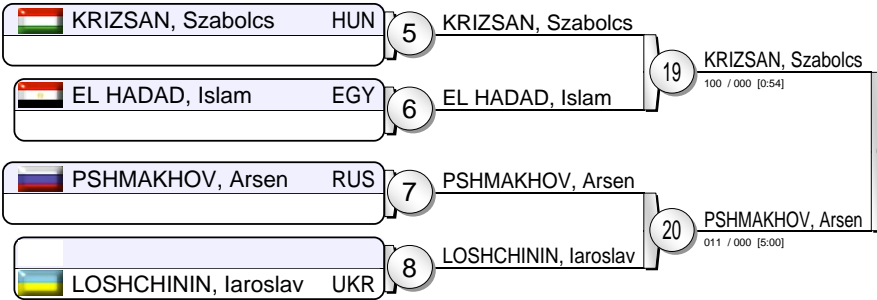 KRIZSAN, Szabolcs HUN
5
KRIZSAN, Szabolcs
19
KRIZSAN, Szabolcs
100 / 000 [0:54]
EL HADAD, Islam EGY
6
EL HADAD, Islam
PSHMAKHOV, Arsen RUS
7
PSHMAKHOV, Arsen
20
PSHMAKHOV, Arsen
011 / 000 [5:00]
LOSHCHININ, Iaroslav UKR
8
LOSHCHININ, Iaroslav